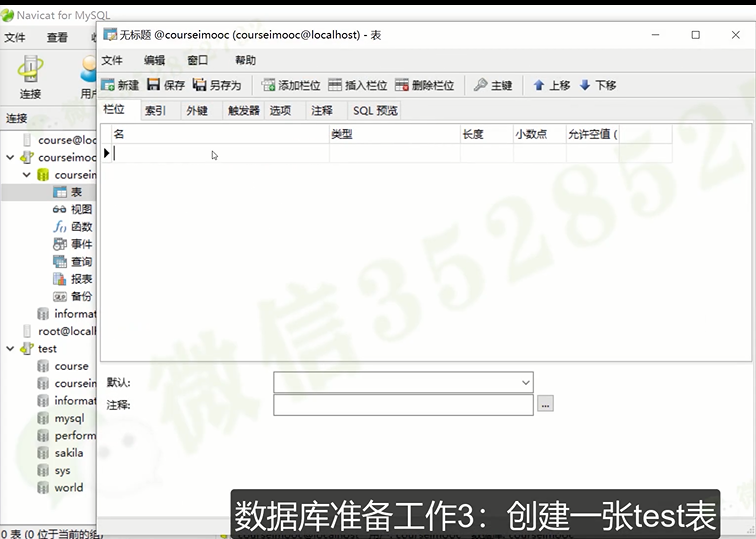 Navicat for MySQL
无标题 @courseimooc (courseimooc@localhost) - 表
文件 查看
文件 编辑 窗口 帮助
连接
新建 保存 另存为 添加栏位 插入栏位 删除栏位 主键 上移 下移
栏位 索引 外键 触发器 选项 注释 SQL 预览
连接
名 类型 长度 小数点 允许空值 (
course@loc
courseimoc
courseim
表
视图
函数
事件
查询
报表
备份
informat
root@localh
test
course
courseim
informat
mysql
perform
sakila
sys
world
默认:
注释:
...
微信352852
数据库准备工作3：创建一张test表
0 表 (0 位于当前的组)